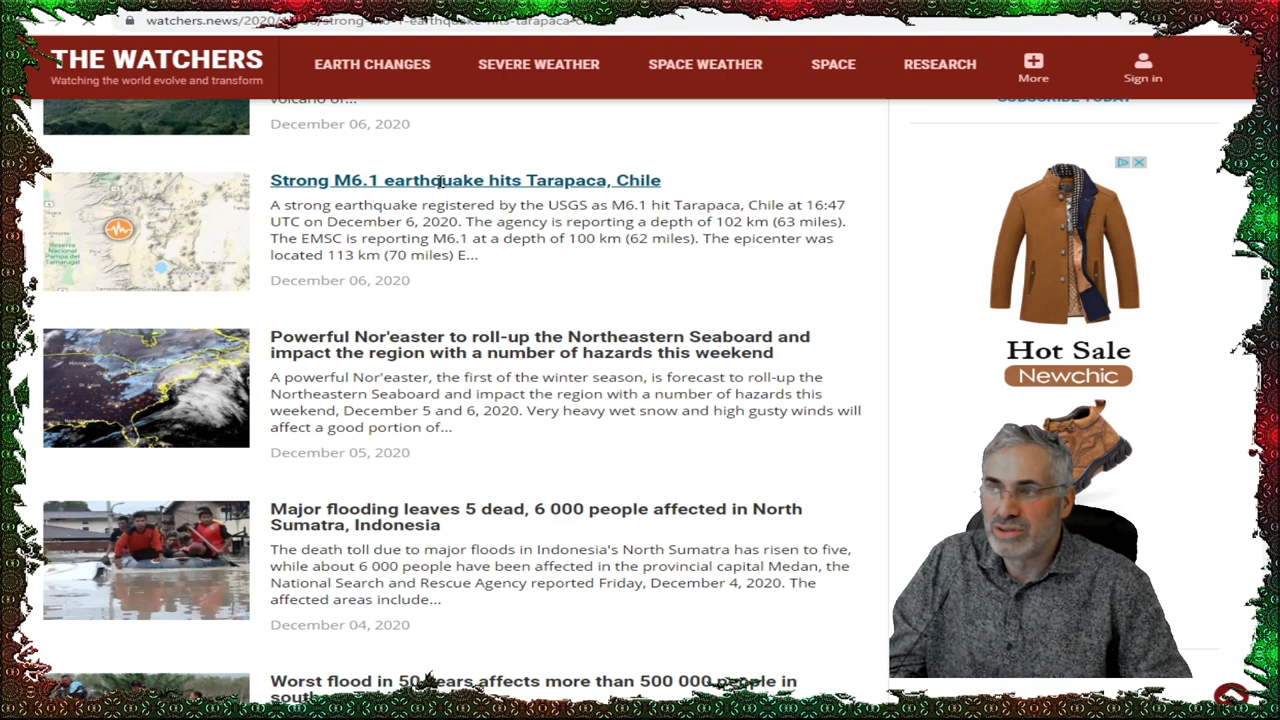 watchers.news/2020/
THE WATCHERS
Watching the world evolve and transform
EARTH CHANGES
SEVERE WEATHER
SPACE WEATHER
SPACE
RESEARCH
More
Sign in
volcano of...
December 06, 2020
SUBSCRIBE TODAY
Strong M6.1 earthquake hits Tarapaca, Chile
A strong earthquake registered by the USGS as M6.1 hit Tarapaca, Chile at 16:47
UTC on December 6, 2020. The agency is reporting a depth of 102 km (63 miles).
The EMSC is reporting M6.1 at a depth of 100 km (62 miles). The epicenter was
located 113 km (70 miles) E...
December 06, 2020
Powerful Nor'easter to roll-up the Northeastern Seaboard and
impact the region with a number of hazards this weekend
A powerful Nor'easter, the first of the winter season, is forecast to roll-up the
Northeastern Seaboard and impact the region with a number of hazards this
weekend, December 5 and 6, 2020. Very heavy wet snow and high gusty winds will
affect a good portion of...
December 05, 2020
Hot Sale
Newchic
Major flooding leaves 5 dead, 6 000 people affected in North
Sumatra, Indonesia
The death toll due to major floods in Indonesia's North Sumatra has risen to five,
while about 6 000 people have been affected in the provincial capital Medan, the
National Search and Rescue Agency reported Friday, December 4, 2020. The
affected areas include...
December 04, 2020
Worst flood in 50 years affects more than 500 000 people in